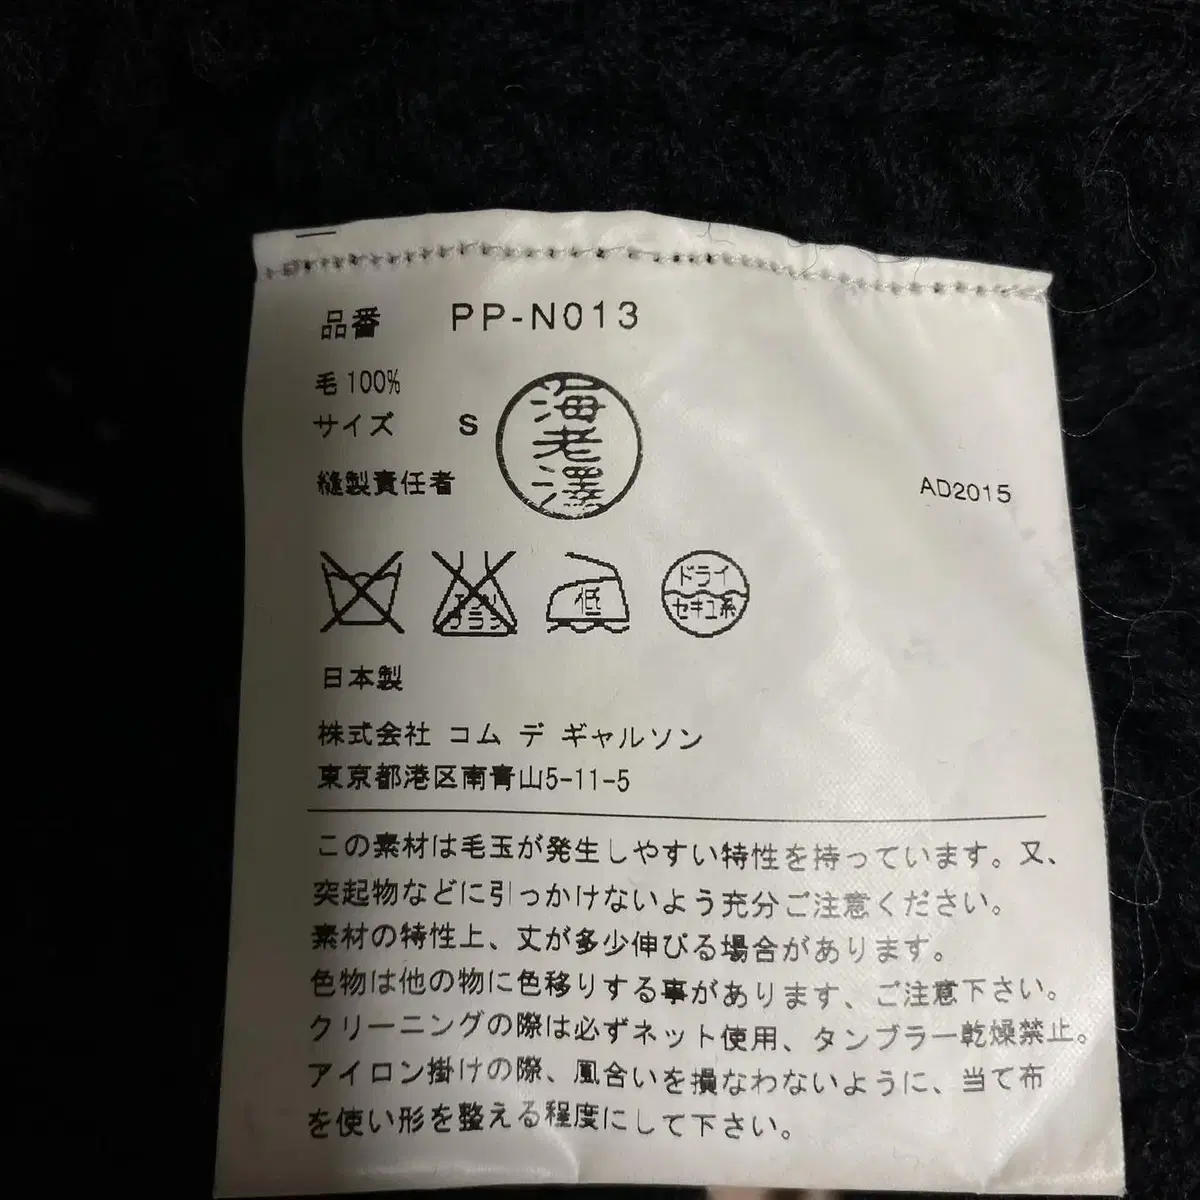 品番 PP-N013
毛 100%
サイズ S
海老澤
縫製責任者
AD2015
エンソサラシ
低
ドライ
セキユ系
日本製
株式会社 コム デ ギャルソン
東京都港区南青山5-11-5
この素材は毛玉が発生しやすい特性を持っています。又、
突起物などに引っかけないよう充分ご注意ください。
素材の特性上、丈が多少伸びる場合があります。
色物は他の物に色移りする事があります、ご注意下さい。
クリーニングの際は必ずネット使用、タンブラー乾燥禁止。
アイロン掛けの際、風合いを損なわないように、当て布
を使い形を整える程度にして下さい。